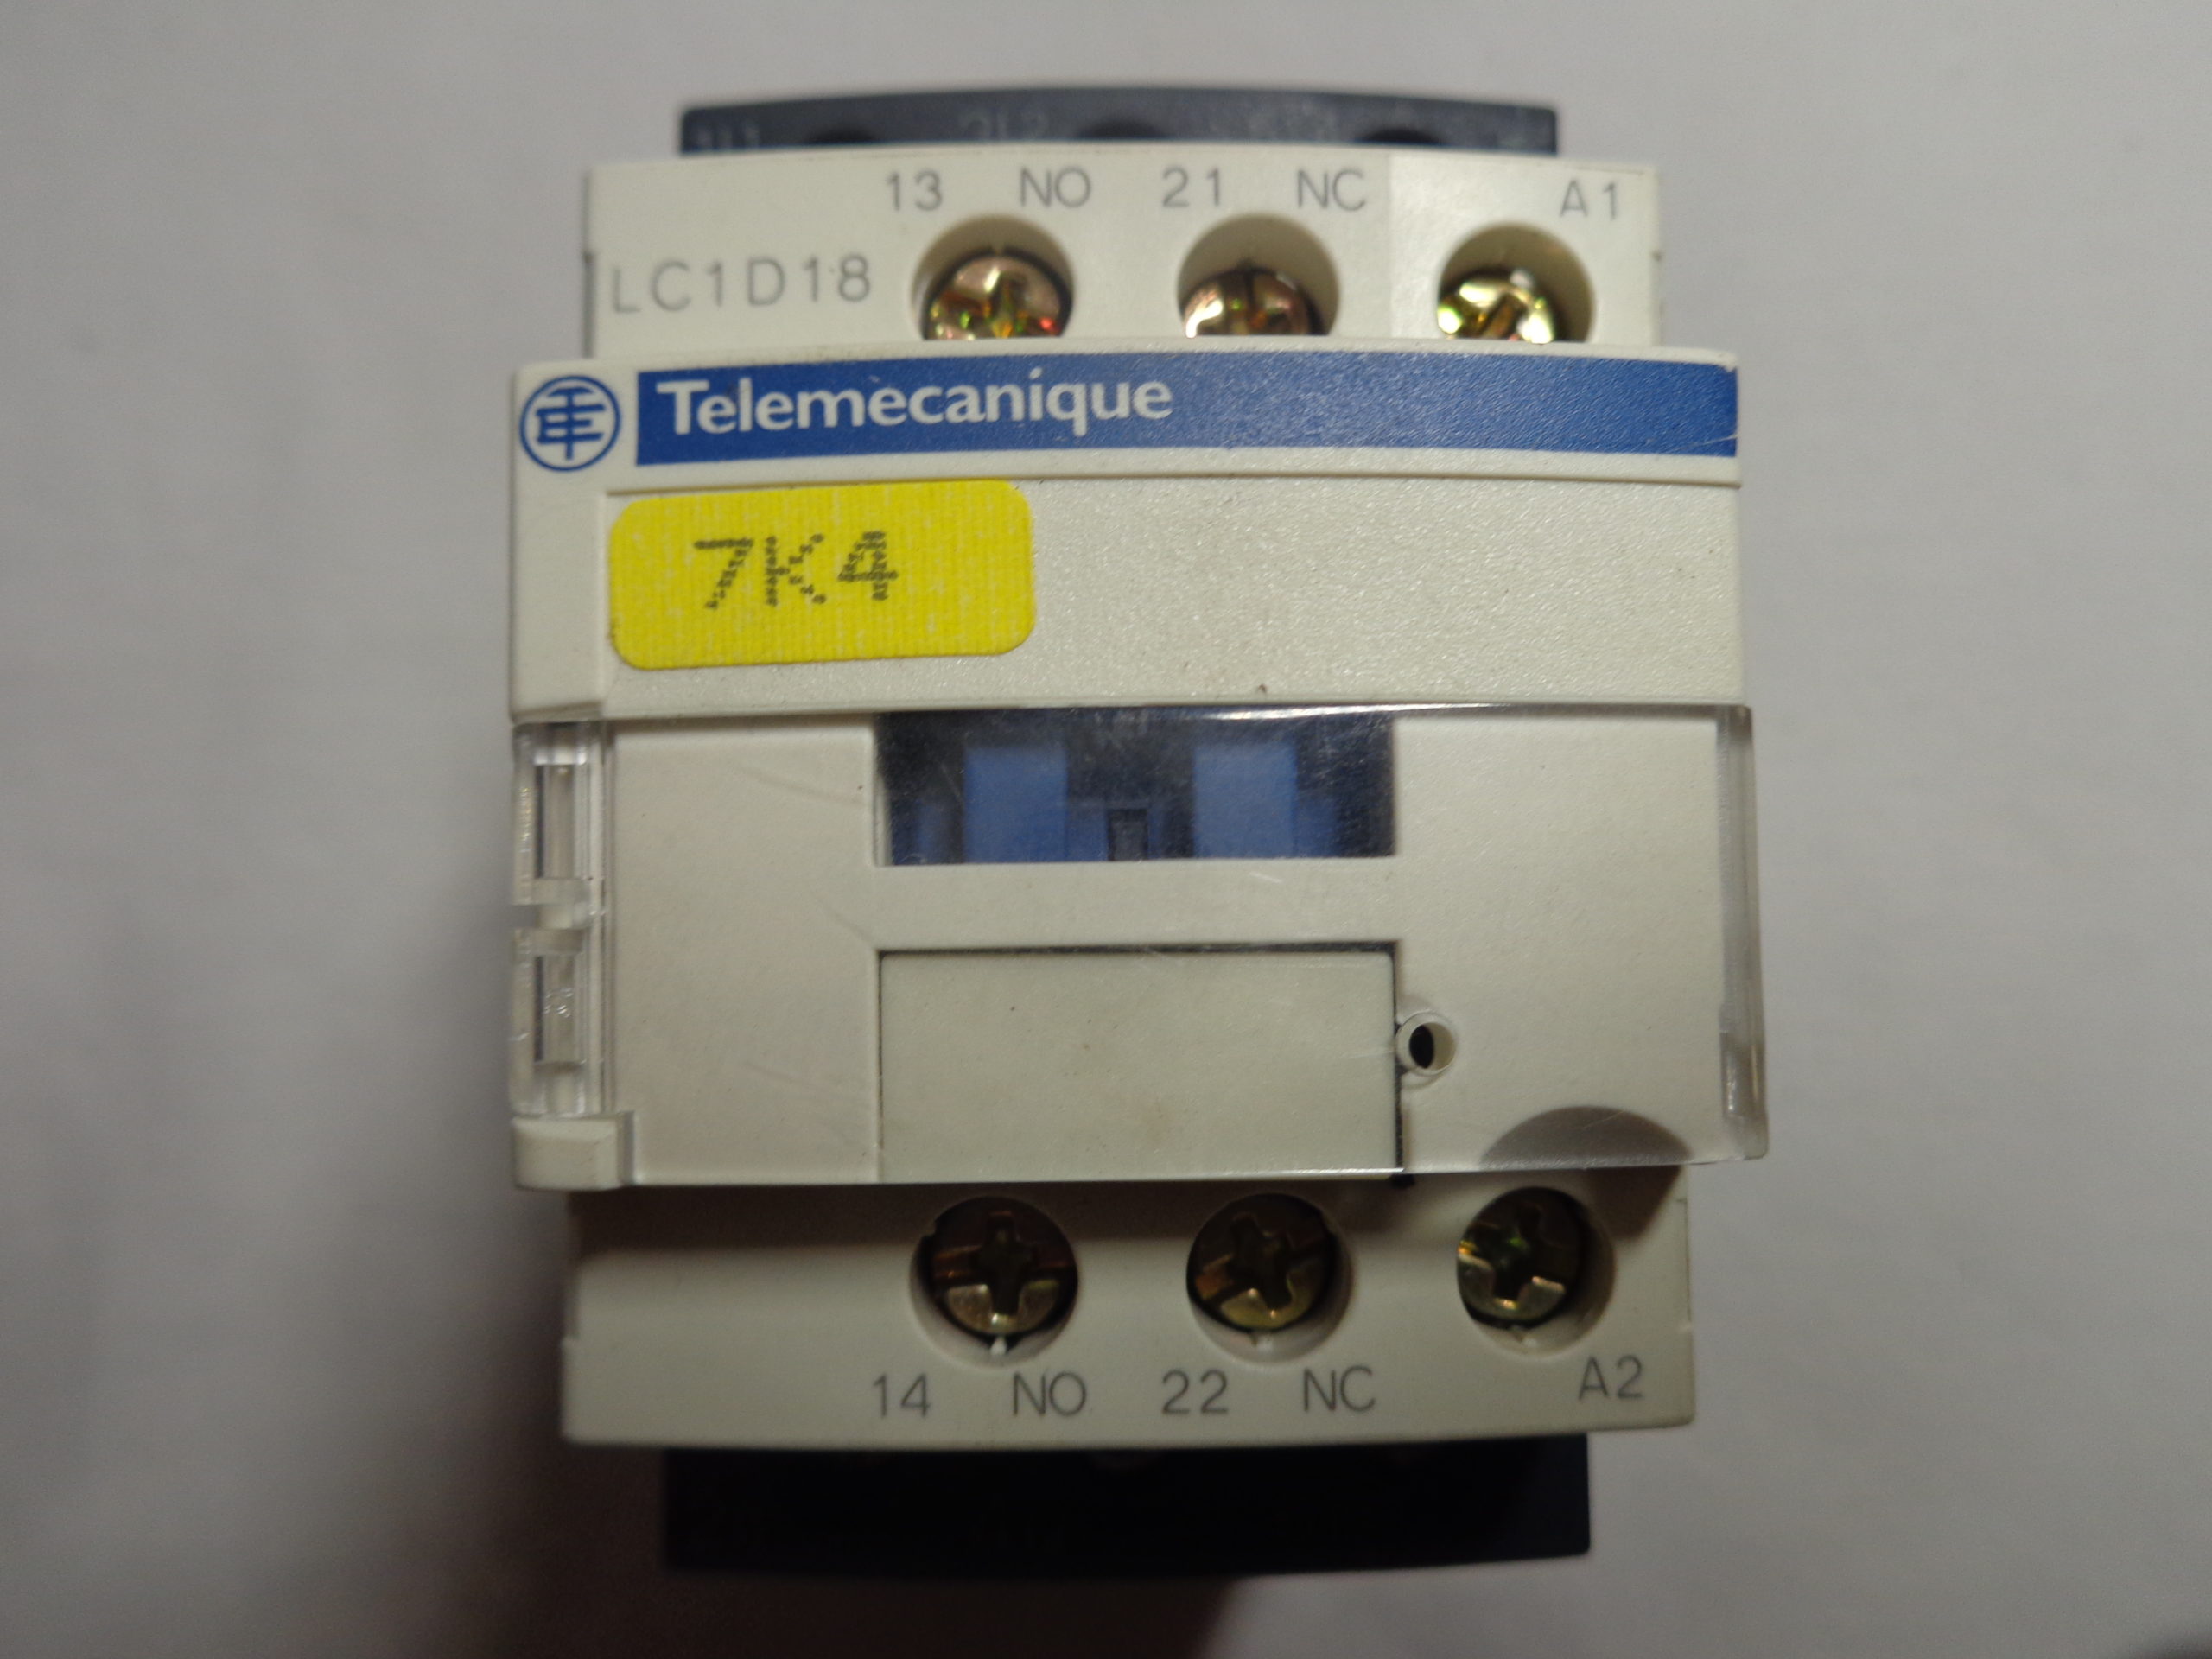 13 NO 21 NC A1
LC1D18
Telemecanique
7K4
14 NO 22 NC A2